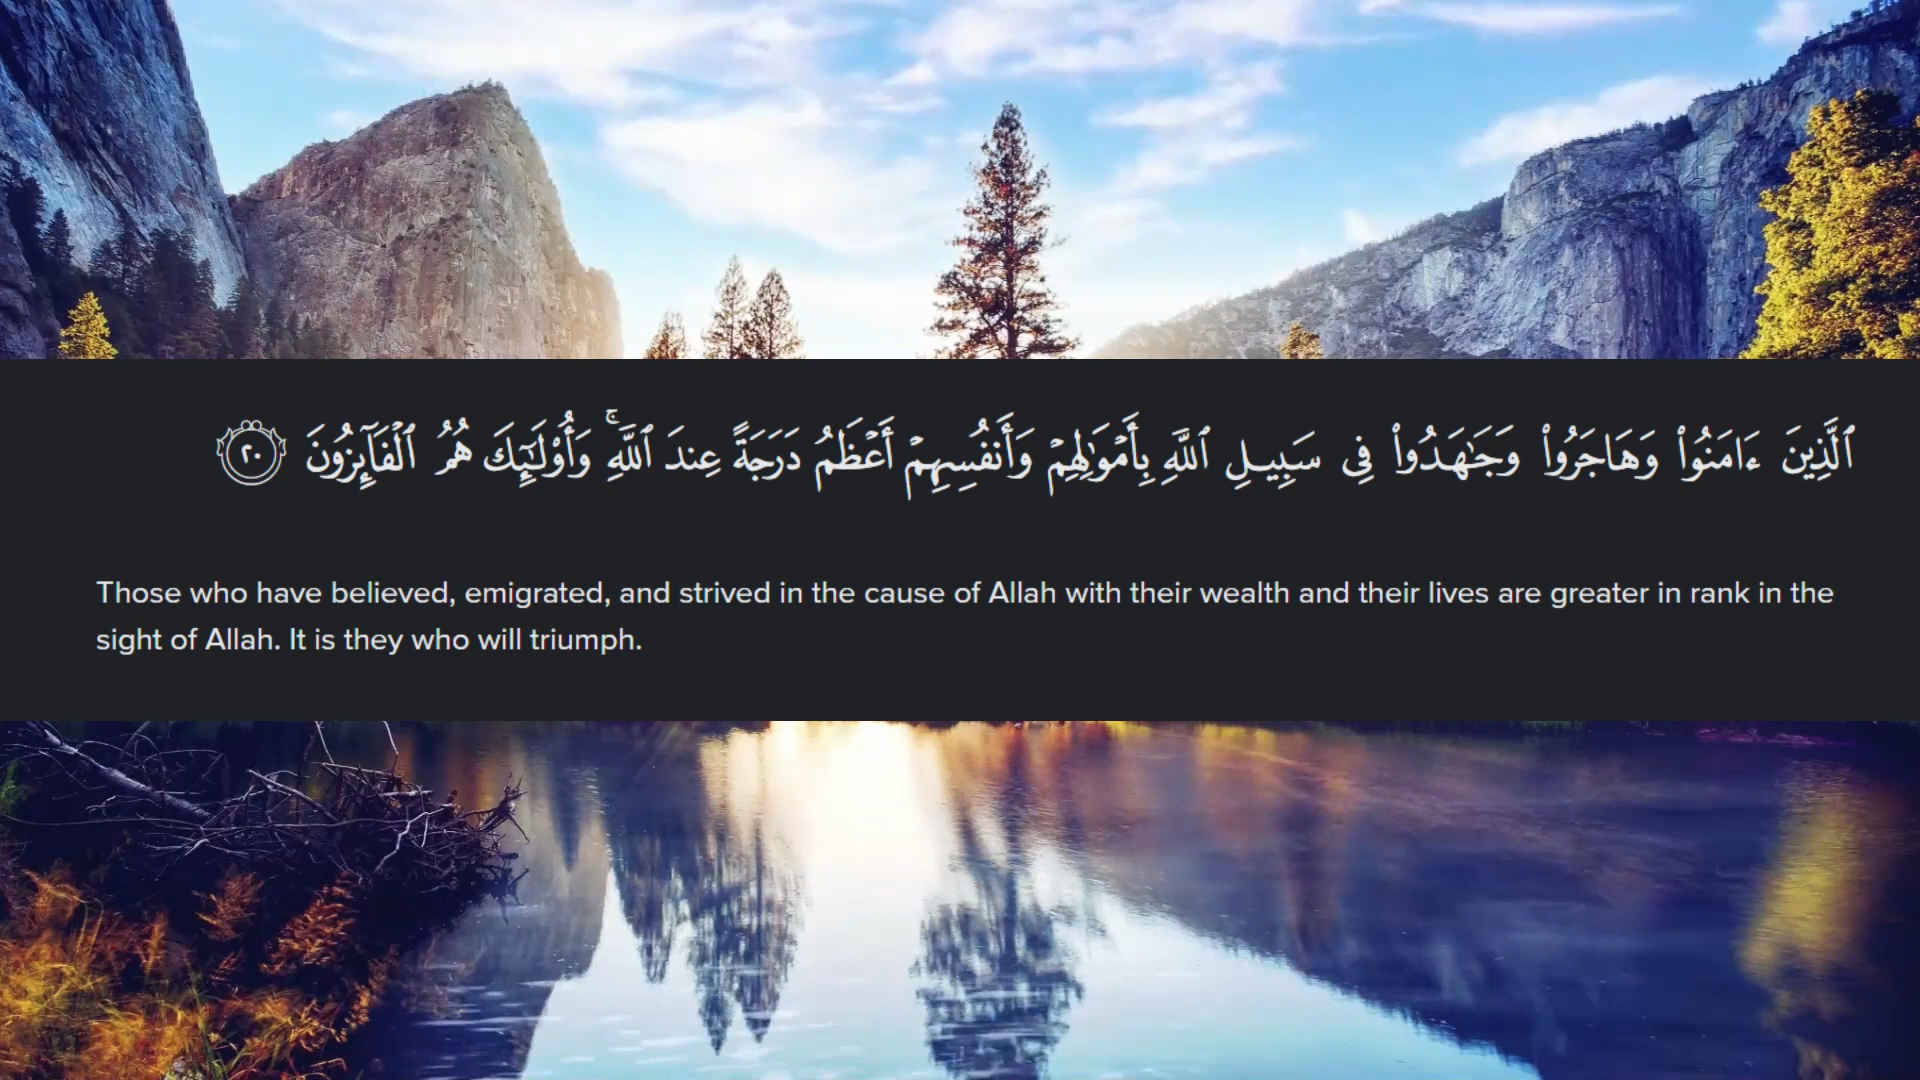 ٱلَّذِينَ ءَامَنُوا۟ وَهَاجَرُوا۟ وَجَـٰهَدُوا۟ فِى سَبِيلِ ٱللَّهِ بِأَمْوَٰلِهِمْ وَأَنفُسِهِمْ أَعْظَمُ دَرَجَةً عِندَ ٱللَّهِ ۚ وَأُو۟لَـٰٓئِكَ هُمُ ٱلْفَآئِزُونَ ٢٠
Those who have believed, emigrated, and strived in the cause of Allah with their wealth and their lives are greater in rank in the
sight of Allah. It is they who will triumph.